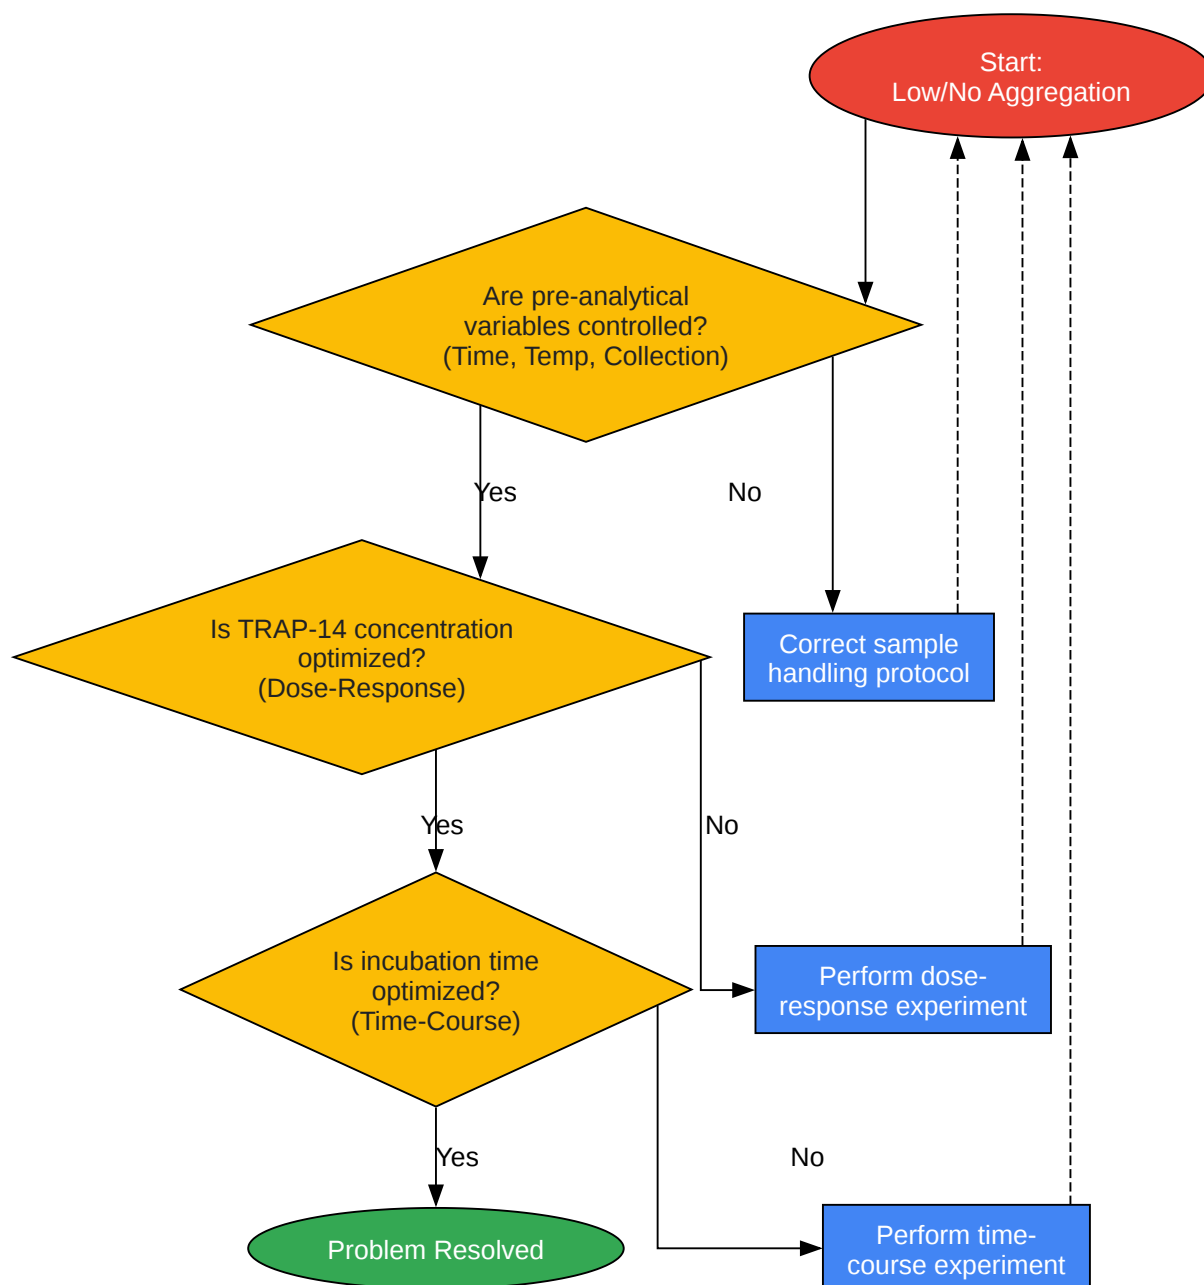 Start:
Low/No Aggregation
Are pre-analytical
variables controlled?
(Time, Temp, Collection)
Yes
No
Is TRAP-14 concentration
optimized?
(Dose-Response)
Correct sample
handling protocol
Yes
No
Is incubation time
optimized?
(Time-Course)
Perform dose-
response experiment
Yes
No
Problem Resolved
Perform time-
course experiment